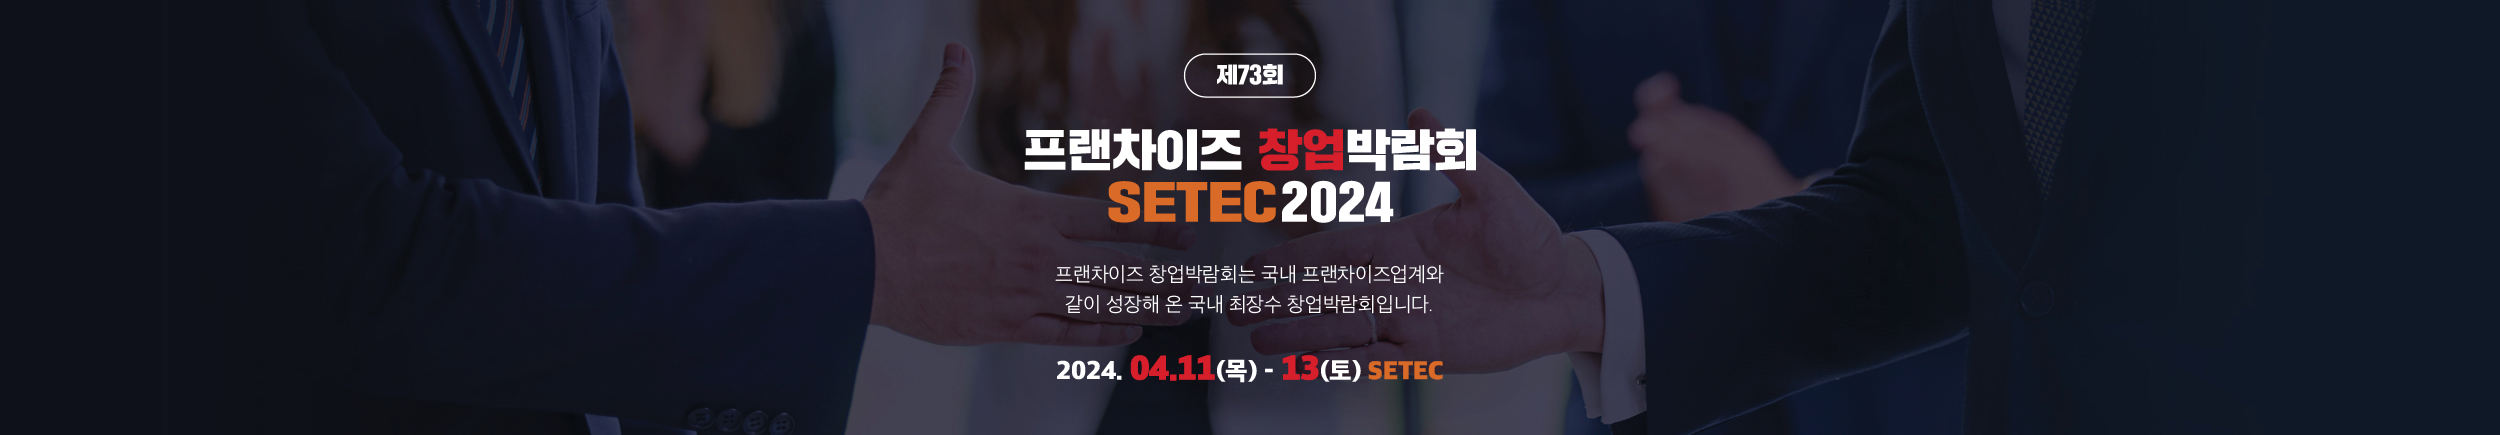 제73회
프랜차이즈 창업박람회
SETEC 2024
프랜차이즈 창업박람회는 국내 프랜차이즈업계와
같이 성장해 온 국내 최장수 창업박람회입니다.
2024. 04.11(목) - 13(토) SETEC